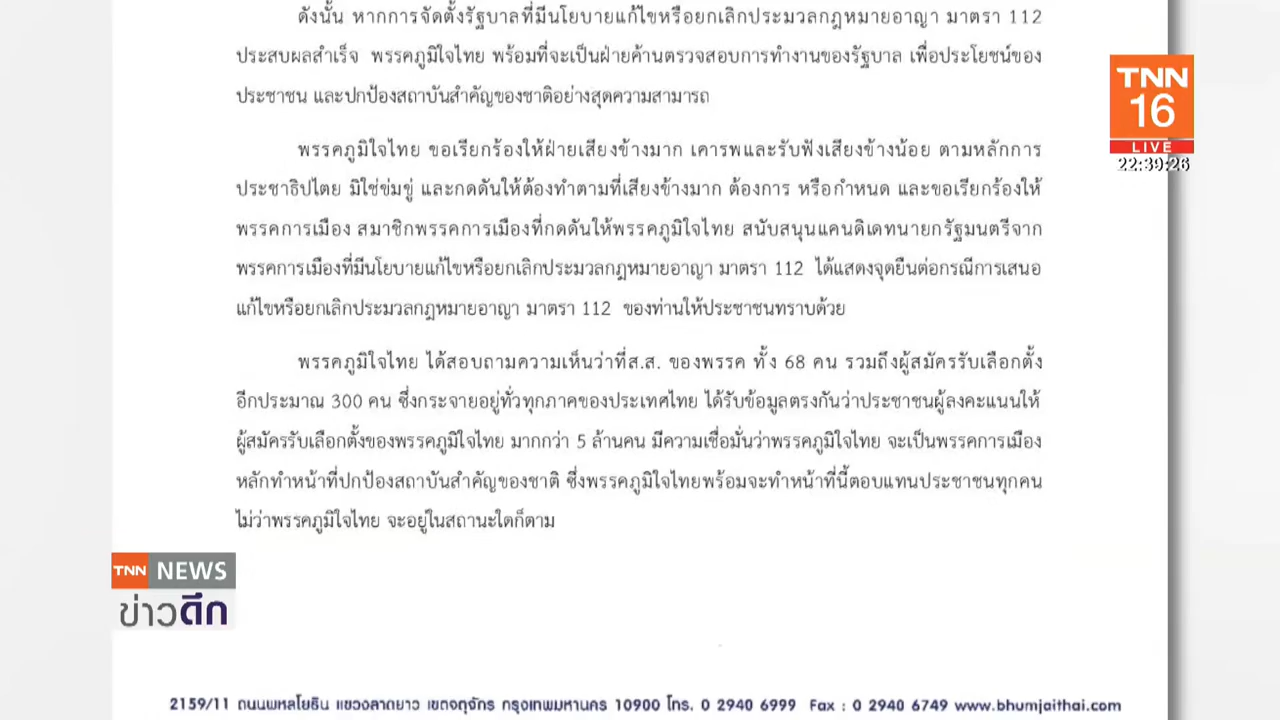 ดังนั้น หากการจัดตั้งรัฐบาลที่มีนโยบายแก้ไขหรือยกเลิกประมวลกฎหมายอาญา มาตรา 112
ประสบผลสำเร็จ พรรคภูมิใจไทย พร้อมที่จะเป็นฝ่ายค้านตรวจสอบการทำงานของรัฐบาล เพื่อประโยชน์ของ
ประชาชน และปกป้องสถาบันสำคัญของชาติอย่างสุดความสามารถ
TNN
16
LIVE
22:39:26
พรรคภูมิใจไทย ขอเรียกร้องให้ฝ่ายเสียงข้างมาก เคารพและรับฟังเสียงข้างน้อย ตามหลักการ
ประชาธิปไตย มิใช่ข่มขู่ และกดดันให้ต้องทำตามที่เสียงข้างมาก ต้องการ หรือกำหนด และขอเรียกร้องให้
พรรคการเมือง สมาชิกพรรคการเมืองที่กดดันให้พรรคภูมิใจไทย สนับสนุนแคนดิเดทนายกรัฐมนตรีจาก
พรรคการเมืองที่มีนโยบายแก้ไขหรือยกเลิกประมวลกฎหมายอาญา มาตรา 112 ได้แสดงจุดยืนต่อกรณีการเสนอ
แก้ไขหรือยกเลิกประมวลกฎหมายอาญา มาตรา 112 ของท่านให้ประชาชนทราบด้วย
พรรคภูมิใจไทย ได้สอบถามความเห็นว่าที่ส.ส. ของพรรค ทั้ง 68 คน รวมถึงผู้สมัครรับเลือกตั้ง
อีกประมาณ 300 คน ซึ่งกระจายอยู่ทั่วทุกภาคของประเทศไทย ได้รับข้อมูลตรงกันว่าประชาชนผู้ลงคะแนนให้
ผู้สมัครรับเลือกตั้งของพรรคภูมิใจไทย มากกว่า 5 ล้านคน มีความเชื่อมั่นว่าพรรคภูมิใจไทย จะเป็นพรรคการเมือง
หลักทำหน้าที่ปกป้องสถาบันสำคัญของชาติ ซึ่งพรรคภูมิใจไทยพร้อมจะทำหน้าที่นี้ตอบแทนประชาชนทุกคน
ไม่ว่าพรรคภูมิใจไทย จะอยู่ในสถานะใดก็ตาม
TNN NEWS
ข่าวดึก
2159/11 ถนนพหลโยธิน แขวงลาดยาว เขตจตุจักร กรุงเทพมหานคร 10900 โทร. 0 2940 6999 Fax : 0 2940 6749 www.bhumjaithai.com